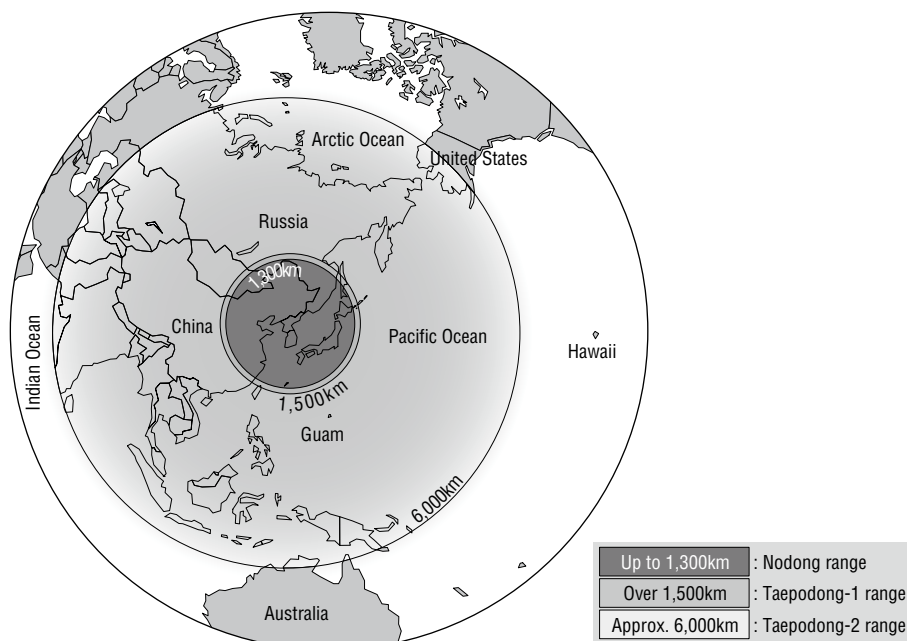 Arctic Ocean
United States
Russia
1,300km
China
Pacific Ocean
Hawaii
Indian Ocean
1,500km
Guam
6,000km
Australia
Up to 1,300km : Nodong range
Over 1,500km : Taepodong-1 range
Approx. 6,000km : Taepodong-2 range